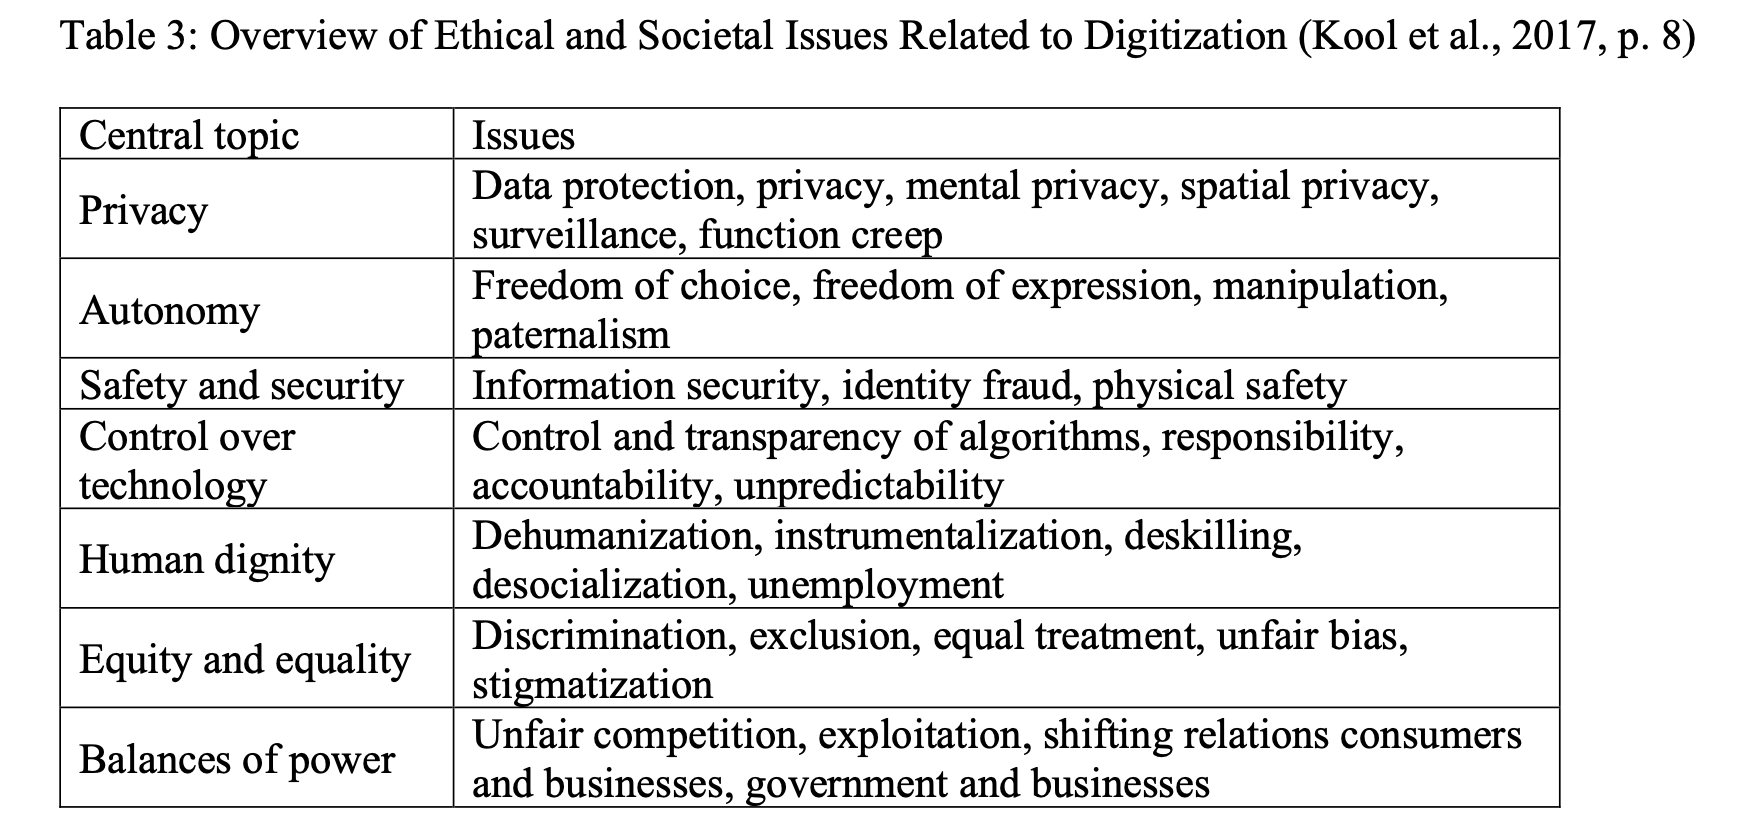 Table 3: Overview of Ethical and Societal Issues Related to Digitization (Kool et al., 2017, p. 8)
Central topic
Issues
Privacy
Data protection, privacy, mental privacy, spatial privacy,
surveillance, function creep
Autonomy
Freedom of choice, freedom of expression, manipulation,
paternalism
Safety and security
Information security, identity fraud, physical safety
Control over
technology
Control and transparency of algorithms, responsibility,
accountability, unpredictability
Human dignity
Dehumanization, instrumentalization, deskilling,
desocialization, unemployment
Equity and equality
Discrimination, exclusion, equal treatment, unfair bias,
stigmatization
Balances of power
Unfair competition, exploitation, shifting relations consumers
and businesses, government and businesses